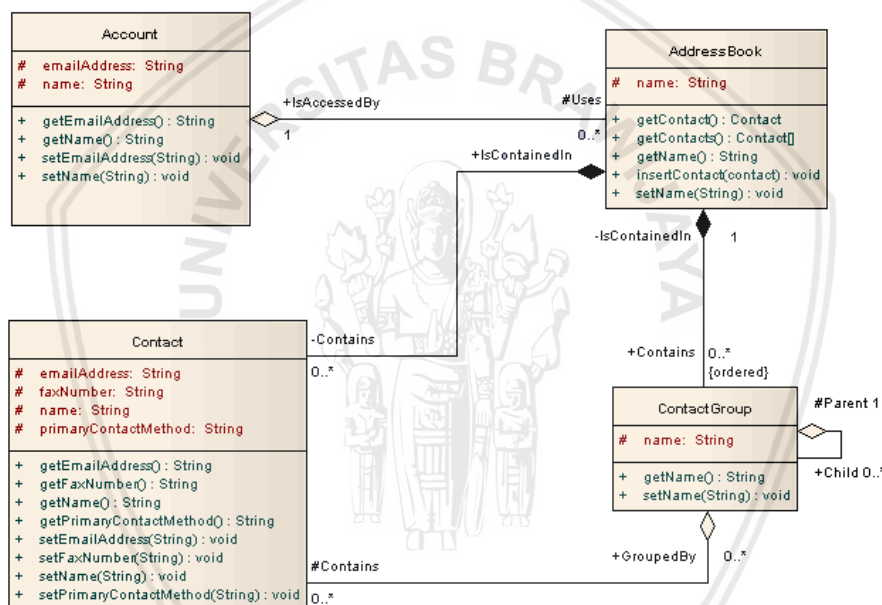 Account
# emailAddress: String
# name: String
+ getEmailAddress() : String
+ getName() : String
+ setEmailAddress(String) : void
+ setName(String) : void
+IsAccessedBy
1
#Uses
0..*
AddressBook
# name: String
+ getContact() : Contact
+ getContacts() : Contact[]
+ getName() : String
+ insertContact(contact) : void
+ setName(String) : void
+IsContainedIn
-IsContainedIn
1
-Contains
0..*
+Contains
0..*
{ordered}
Contact
# emailAddress: String
# faxNumber: String
# name: String
# primaryContactMethod: String
+ getEmailAddress() : String
+ getFaxNumber() : String
+ getName() : String
+ getPrimaryContactMethod() : String
+ setEmailAddress(String) : void
+ setFaxNumber(String) : void
+ setName(String) : void
+ setPrimaryContactMethod(String) : void
ContactGroup
# name: String
+ getName() : String
+ setName(String) : void
#Parent 1
+Child 0..*
#Contains
0..*
+GroupedBy
0..*
UNIVERSITAS BRAWIJAYA